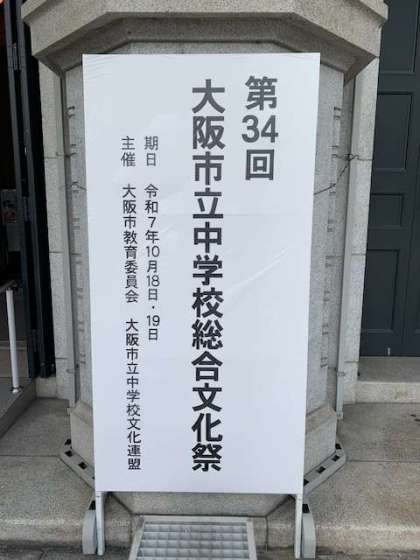 第34回
大阪市立中学校総合文化祭
期日　令和7年10月18日・19日
主催　大阪市教育委員会　大阪市立中学校文化連盟